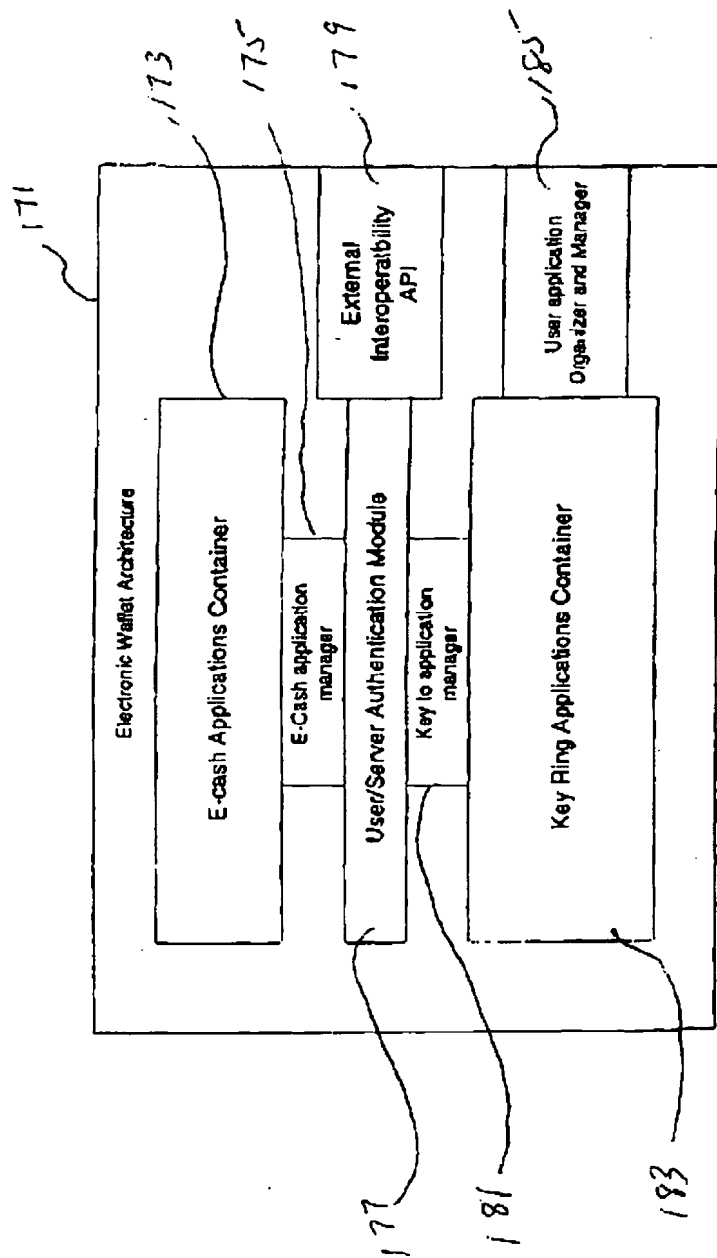 171
173
175
179
185
Electronic Wallet Architecture
E-cash Applications Container
E-Cash application
manager
User/Server Authentication Module
External
Interoperatbility
API
Key to application
manager
Key Ring Applications Container
User application
Organizer and Manager
177
181
183